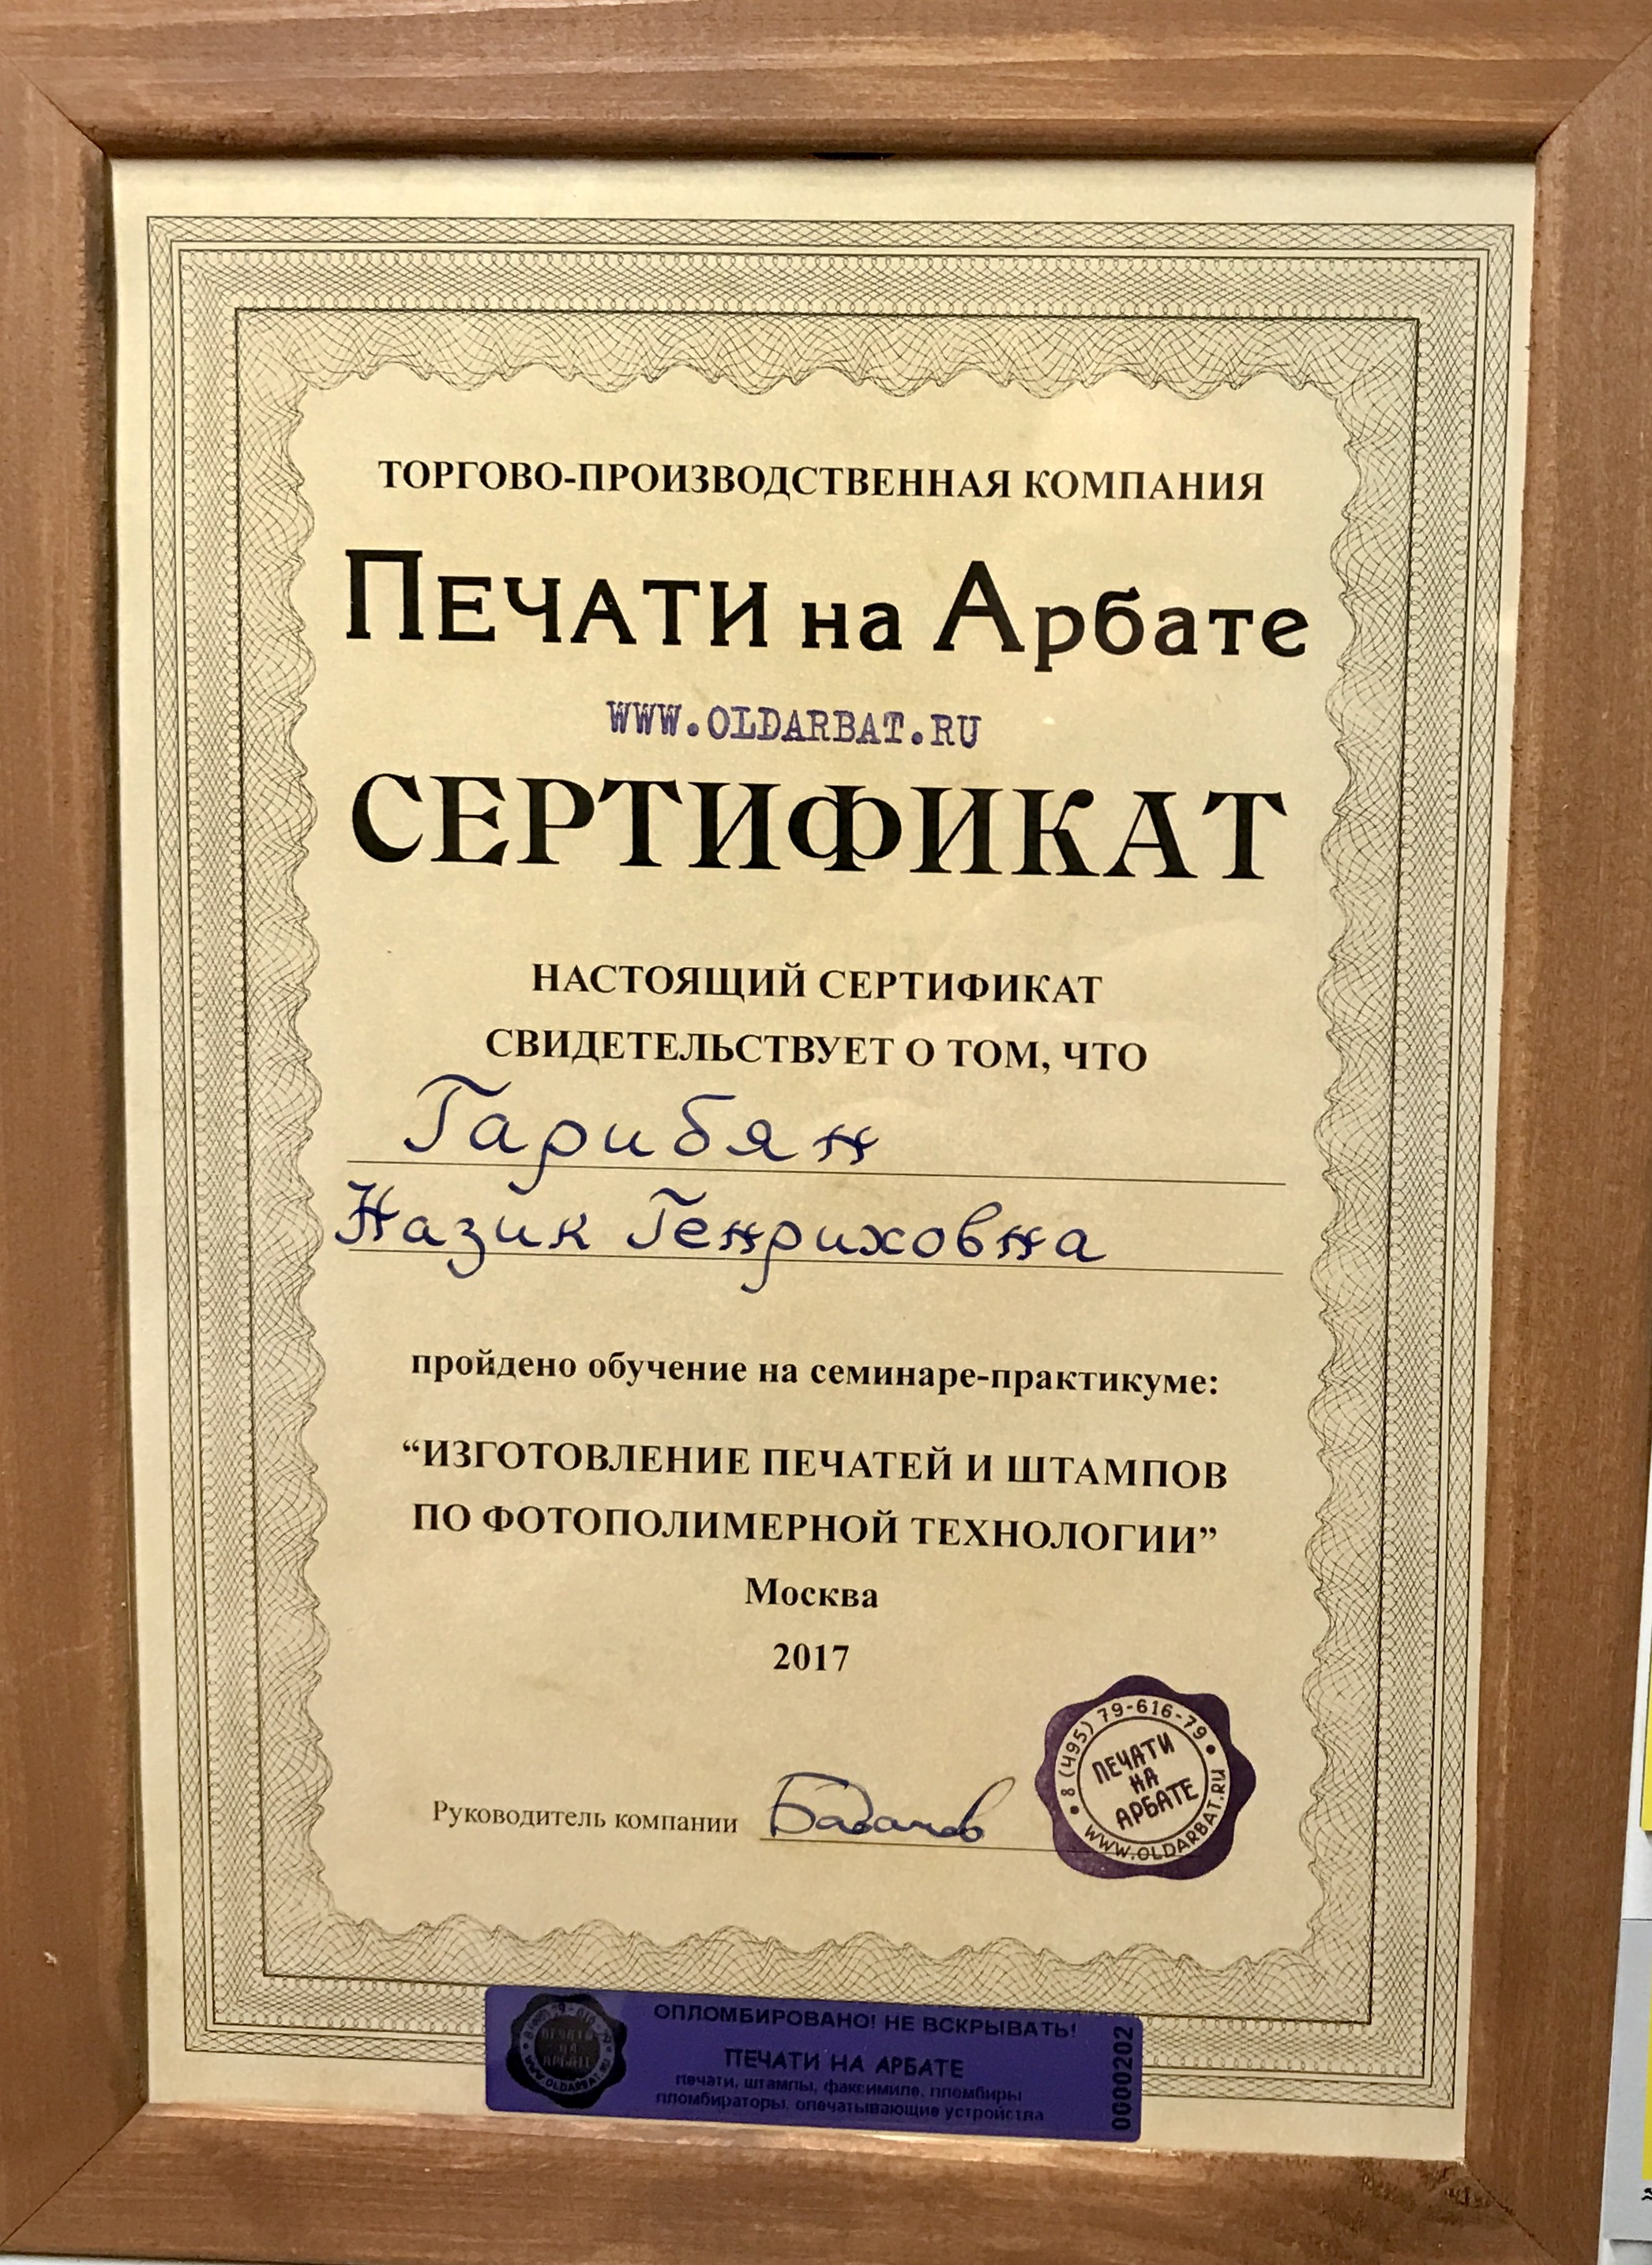 ТОРГОВО-ПРОИЗВОДСТВЕННАЯ КОМПАНИЯ
ПЕЧАТИ на Арбате
WWW.OLDARBAT.RU
СЕРТИФИКАТ
НАСТОЯЩИЙ СЕРТИФИКАТ
СВИДЕТЕЛЬСТВУЕТ О ТОМ, ЧТО
Гарибян
Назик Генриховна
пройдено обучение на семинаре-практикуме:
“ИЗГОТОВЛЕНИЕ ПЕЧАТЕЙ И ШТАМПОВ
ПО ФОТОПОЛИМЕРНОЙ ТЕХНОЛОГИИ”
Москва
2017
8 (495) 79-616-79
ПЕЧАТИ
НА
АРБАТЕ
WWW.OLDARBAT.RU
Руководитель компании
ОПЛОМБИРОВАНО! НЕ ВСКРЫВАТЬ!
ПЕЧАТИ НА АРБАТЕ
печати, штампы, факсимиле, пломбиры
пломбираторы, опечатывающие устройства
0000202